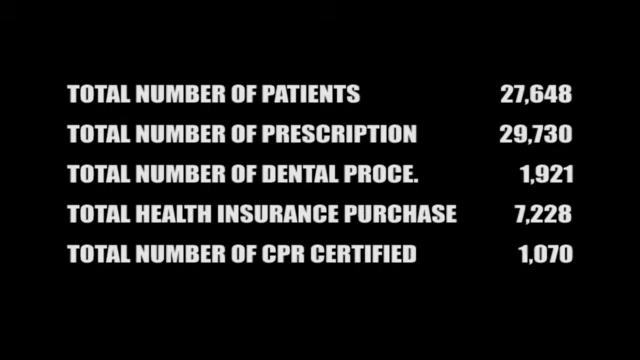 TOTAL NUMBER OF PATIENTS 27,648
TOTAL NUMBER OF PRESCRIPTION 29,730
TOTAL NUMBER OF DENTAL PROCE. 1,921
TOTAL HEALTH INSURANCE PURCHASE 7,228
TOTAL NUMBER OF CPR CERTIFIED 1,070